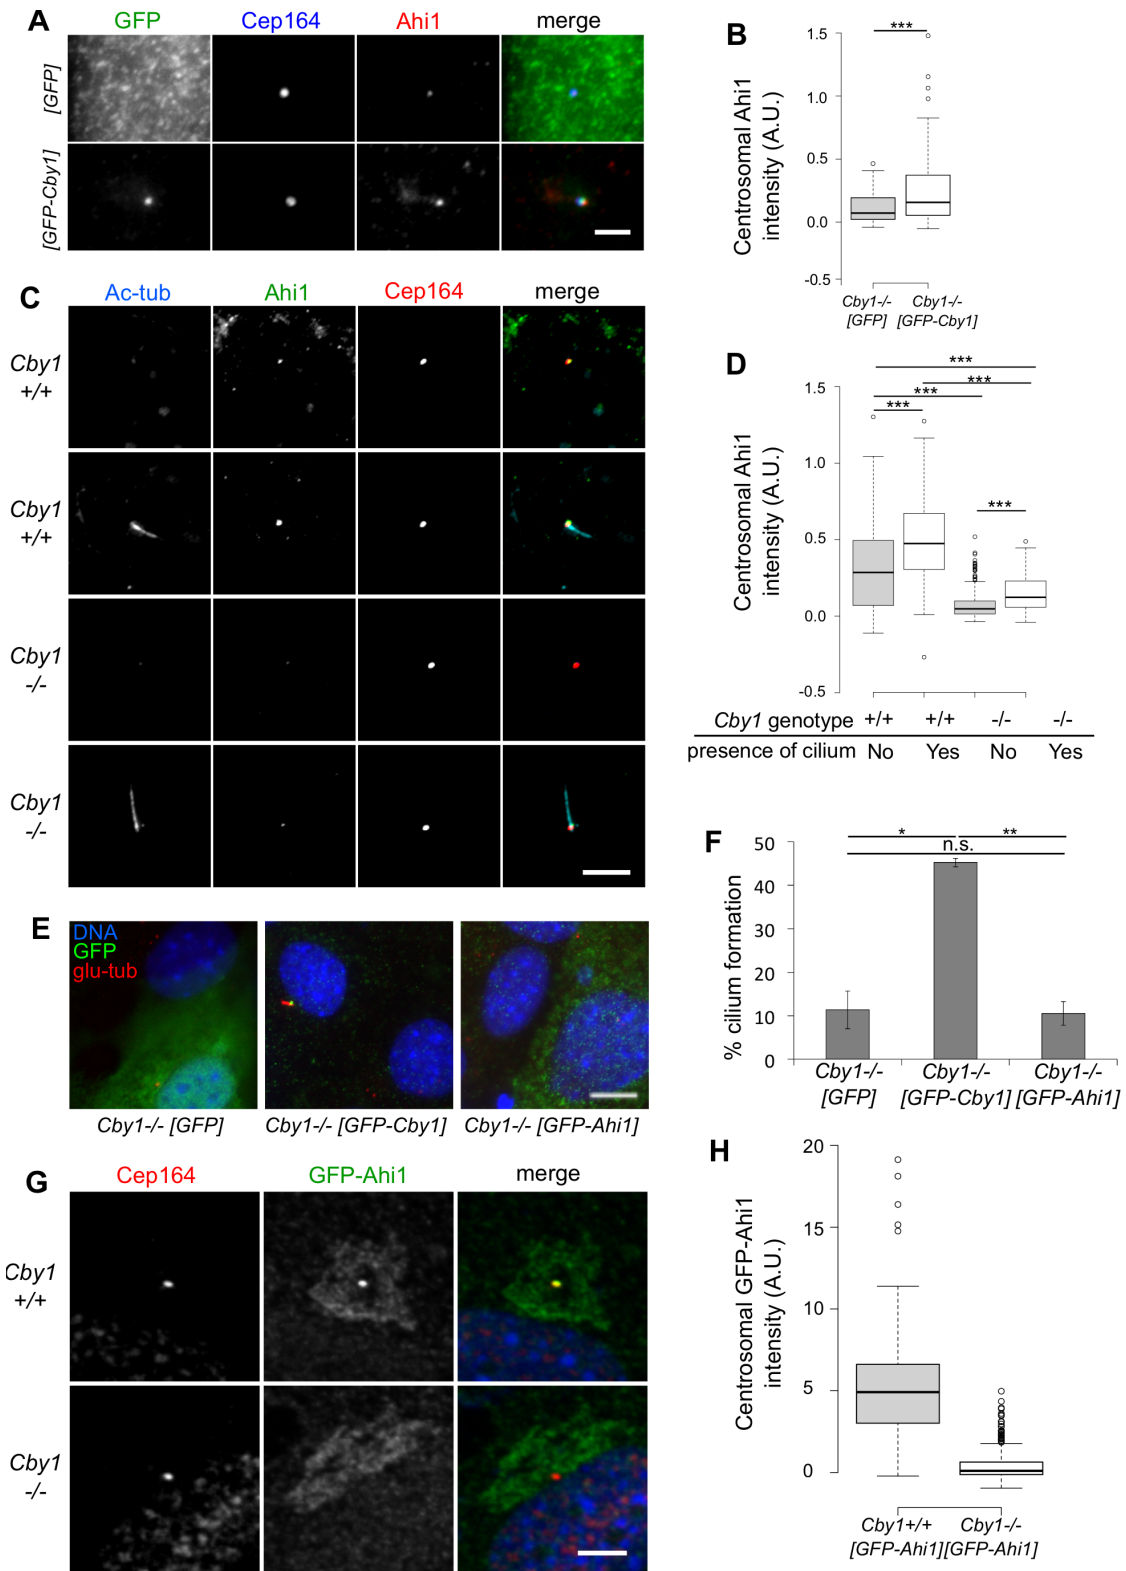 A
GFP
Cep164
Ahi1
merge
[GFP]
[GFP-Cby1]
B
Centrosomal Ahi1
intensity (A.U.)
1.5
1.0
0.5
0.0
-0.5
***
Cby1-/-
[GFP]
Cby1-/-
[GFP-Cby1]
C
Ac-tub
Ahi1
Cep164
merge
Cby1
+/+
Cby1
+/+
Cby1
-/-
Cby1
-/-
D
Centrosomal Ahi1
intensity (A.U.)
1.5
1.0
0.5
0.0
-0.5
***
***
***
***
***
Cby1 genotype +/+ +/+ -/- -/-
presence of cilium No Yes No Yes
E
DNA
GFP
glu-tub
Cby1-/- [GFP]
Cby1-/- [GFP-Cby1]
Cby1-/- [GFP-Ahi1]
F
% cilium formation
50
40
30
20
10
0
*
**
n.s.
Cby1-/-
[GFP]
Cby1-/-
[GFP-Cby1]
Cby1-/-
[GFP-Ahi1]
G
Cep164
GFP-Ahi1
merge
Cby1
+/+
Cby1
-/-
H
Centrosomal GFP-Ahi1
intensity (A.U.)
20
15
10
5
0
Cby1+/+
[GFP-Ahi1]
Cby1-/-
[GFP-Ahi1]